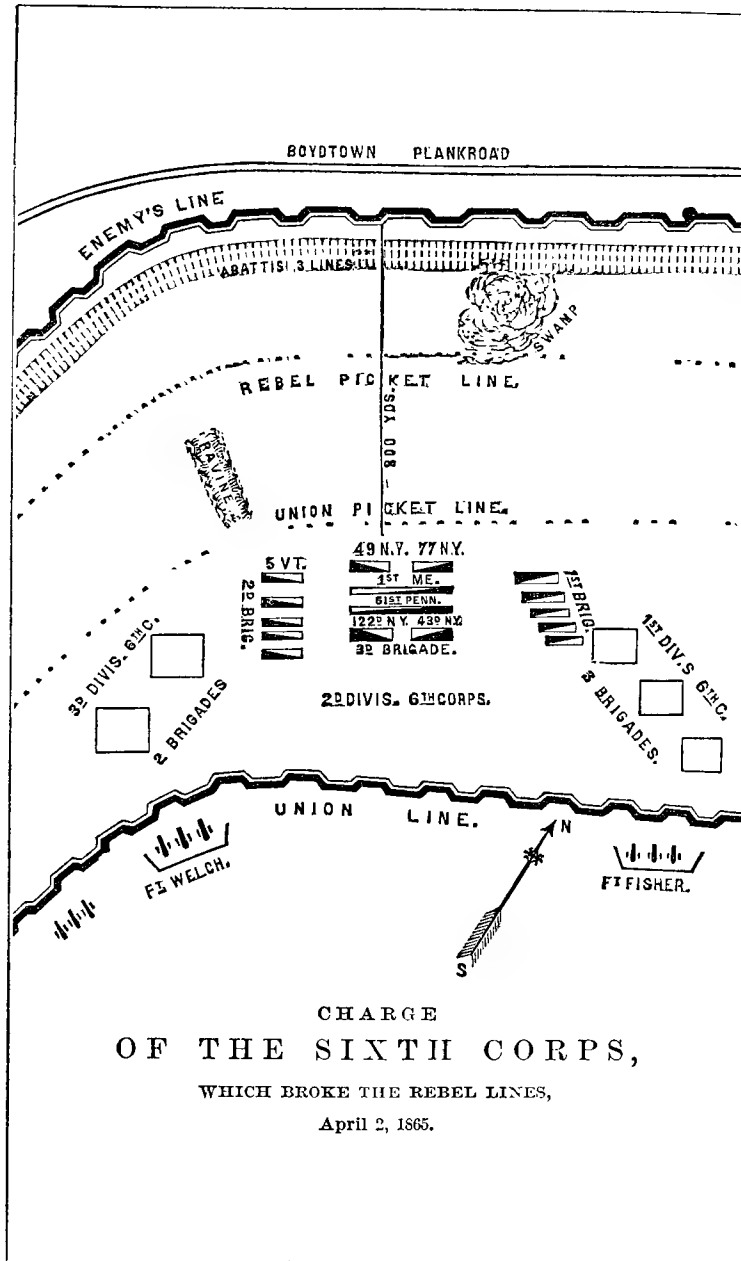 BOYDTOWN PLANKROAD
ENEMY'S LINE
ABATTIS! 3 LINES
SWAMP
REBEL PICKET LINE.
800 YDS.
RAVINE
UNION PICKET LINE.
49 N.Y. 77 N.Y.
5 VT.
1ST ME.
61ST PENN.
122D N.Y. 43D N.Y.
3D BRIGADE.
2D BRIG.
1ST BRIG.
3D DIVIS. 6TH C.
2 BRIGADES
2D DIVIS. 6TH CORPS.
1ST DIV.S 6TH C.
3 BRIGADES.
UNION LINE.
FT WELCH.
N
S
FT FISHER.
CHARGE
OF THE SIXTH CORPS,
WHICH BROKE THE REBEL LINES,
April 2, 1865.